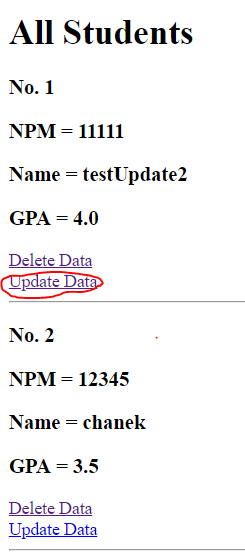 All Students
No. 1
NPM = 11111
Name = testUpdate2
GPA = 4.0
Delete Data
Update Data
No. 2
NPM = 12345
Name = chanek
GPA = 3.5
Delete Data
Update Data